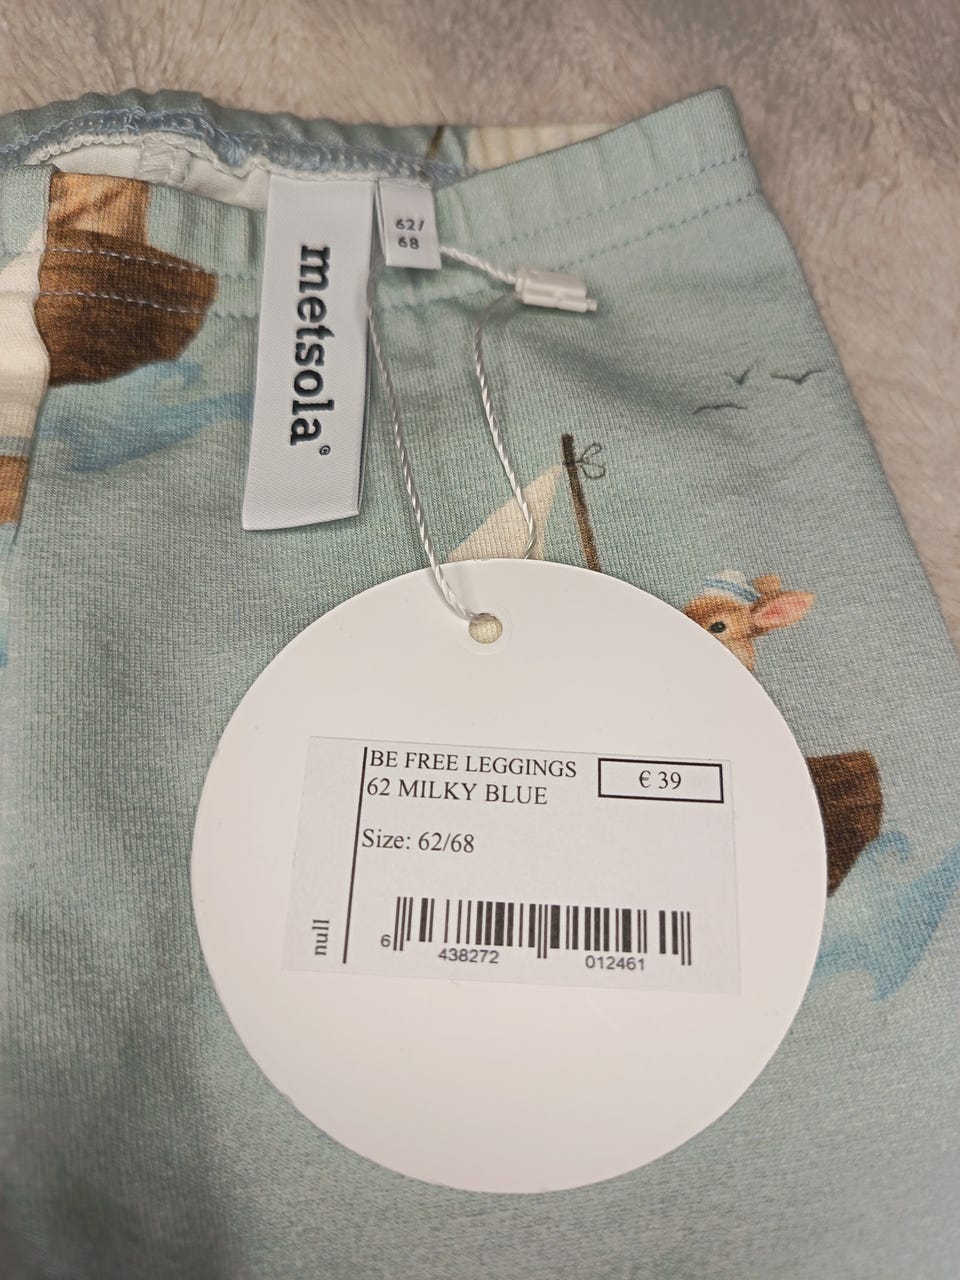 metsola
62/
68
BE FREE LEGGINGS
62 MILKY BLUE
€ 39
Size: 62/68
null
6 438272 012461